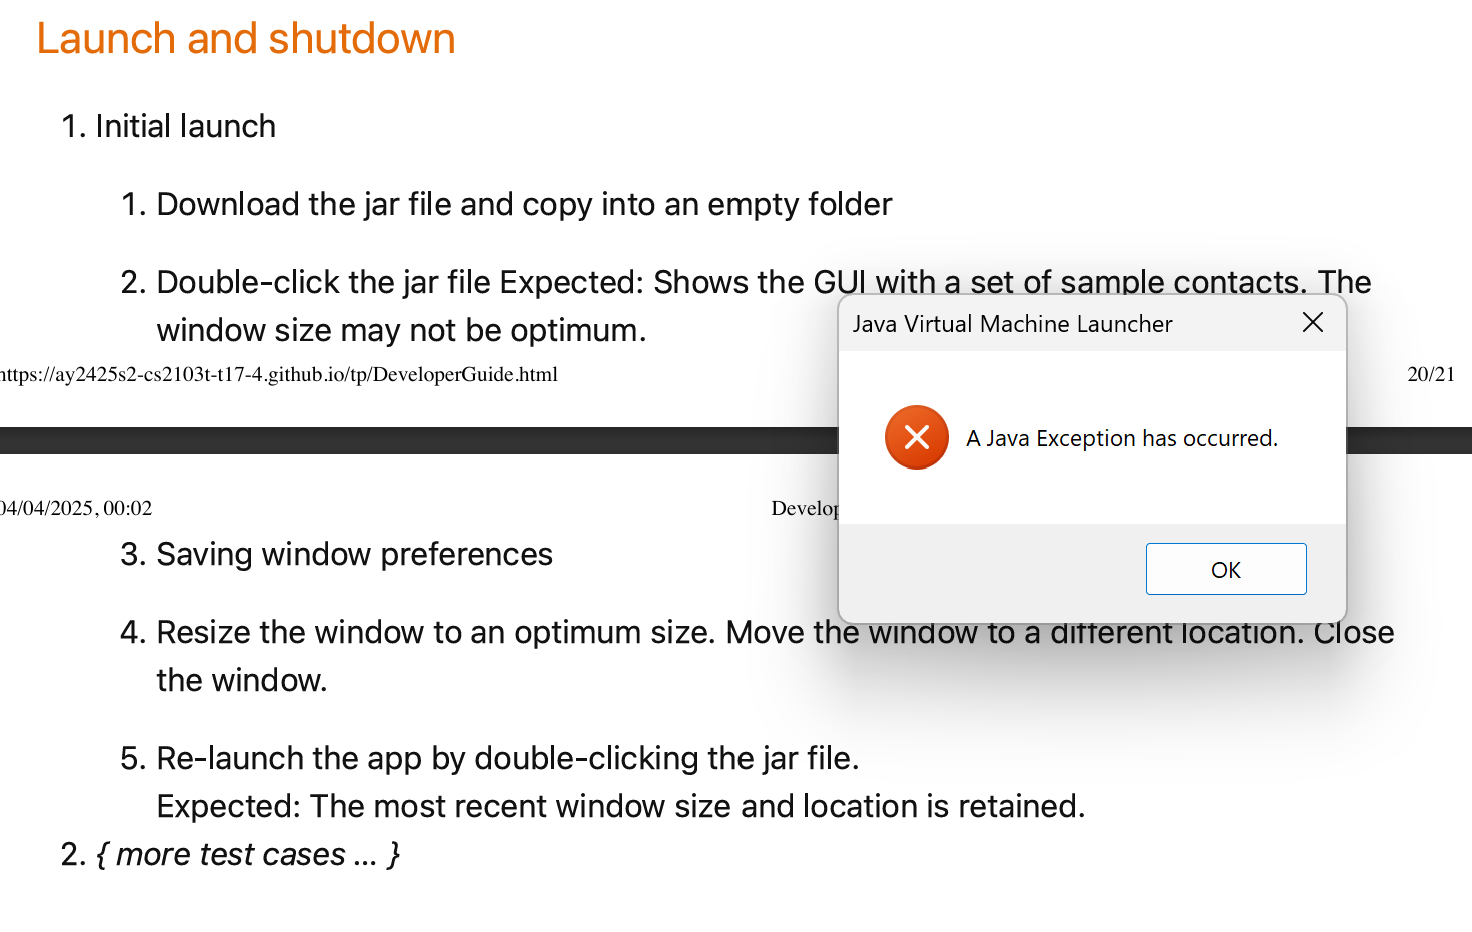 Launch and shutdown
1. Initial launch
1. Download the jar file and copy into an empty folder
2. Double-click the jar file Expected: Shows the GUI with a set of sample contacts. The
window size may not be optimum.
Java Virtual Machine Launcher
https://ay2425s2-cs2103t-t17-4.github.io/tp/DeveloperGuide.html
20/21
A Java Exception has occurred.
04/04/2025, 00:02
Develop
3. Saving window preferences
OK
4. Resize the window to an optimum size. Move the window to a different location. Close
the window.
5. Re-launch the app by double-clicking the jar file.
Expected: The most recent window size and location is retained.
2. { more test cases … }